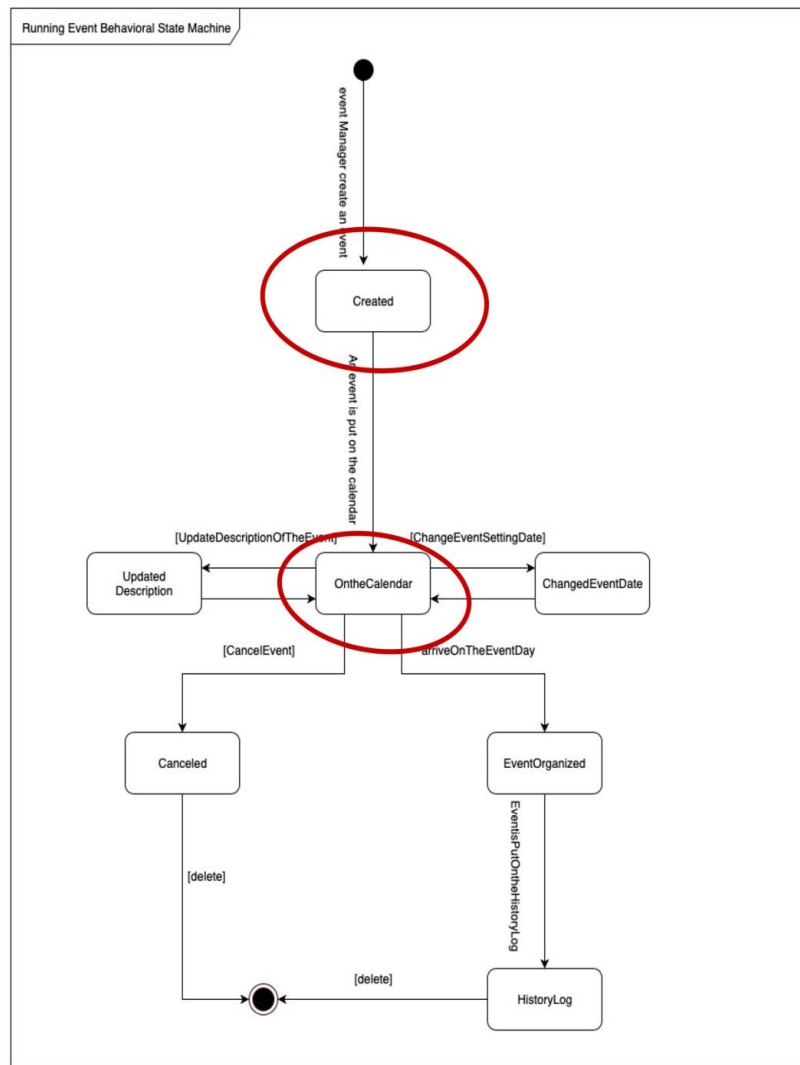 Running Event Behavioral State Machine
event Manager create an event
Created
An event is put on the calendar
[UpdateDescriptionOfTheEvent]
[ChangeEventSettingDate]
Updated
Description
OntheCalendar
ChangedEventDate
[CancelEvent]
arriveOnTheEventDay
Canceled
EventOrganized
EventisPutOntheHistoryLog
[delete]
[delete]
HistoryLog